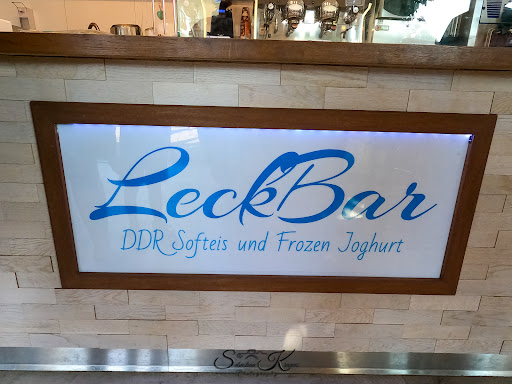 LeckBar
DDR Softeis und Frozen Joghurt